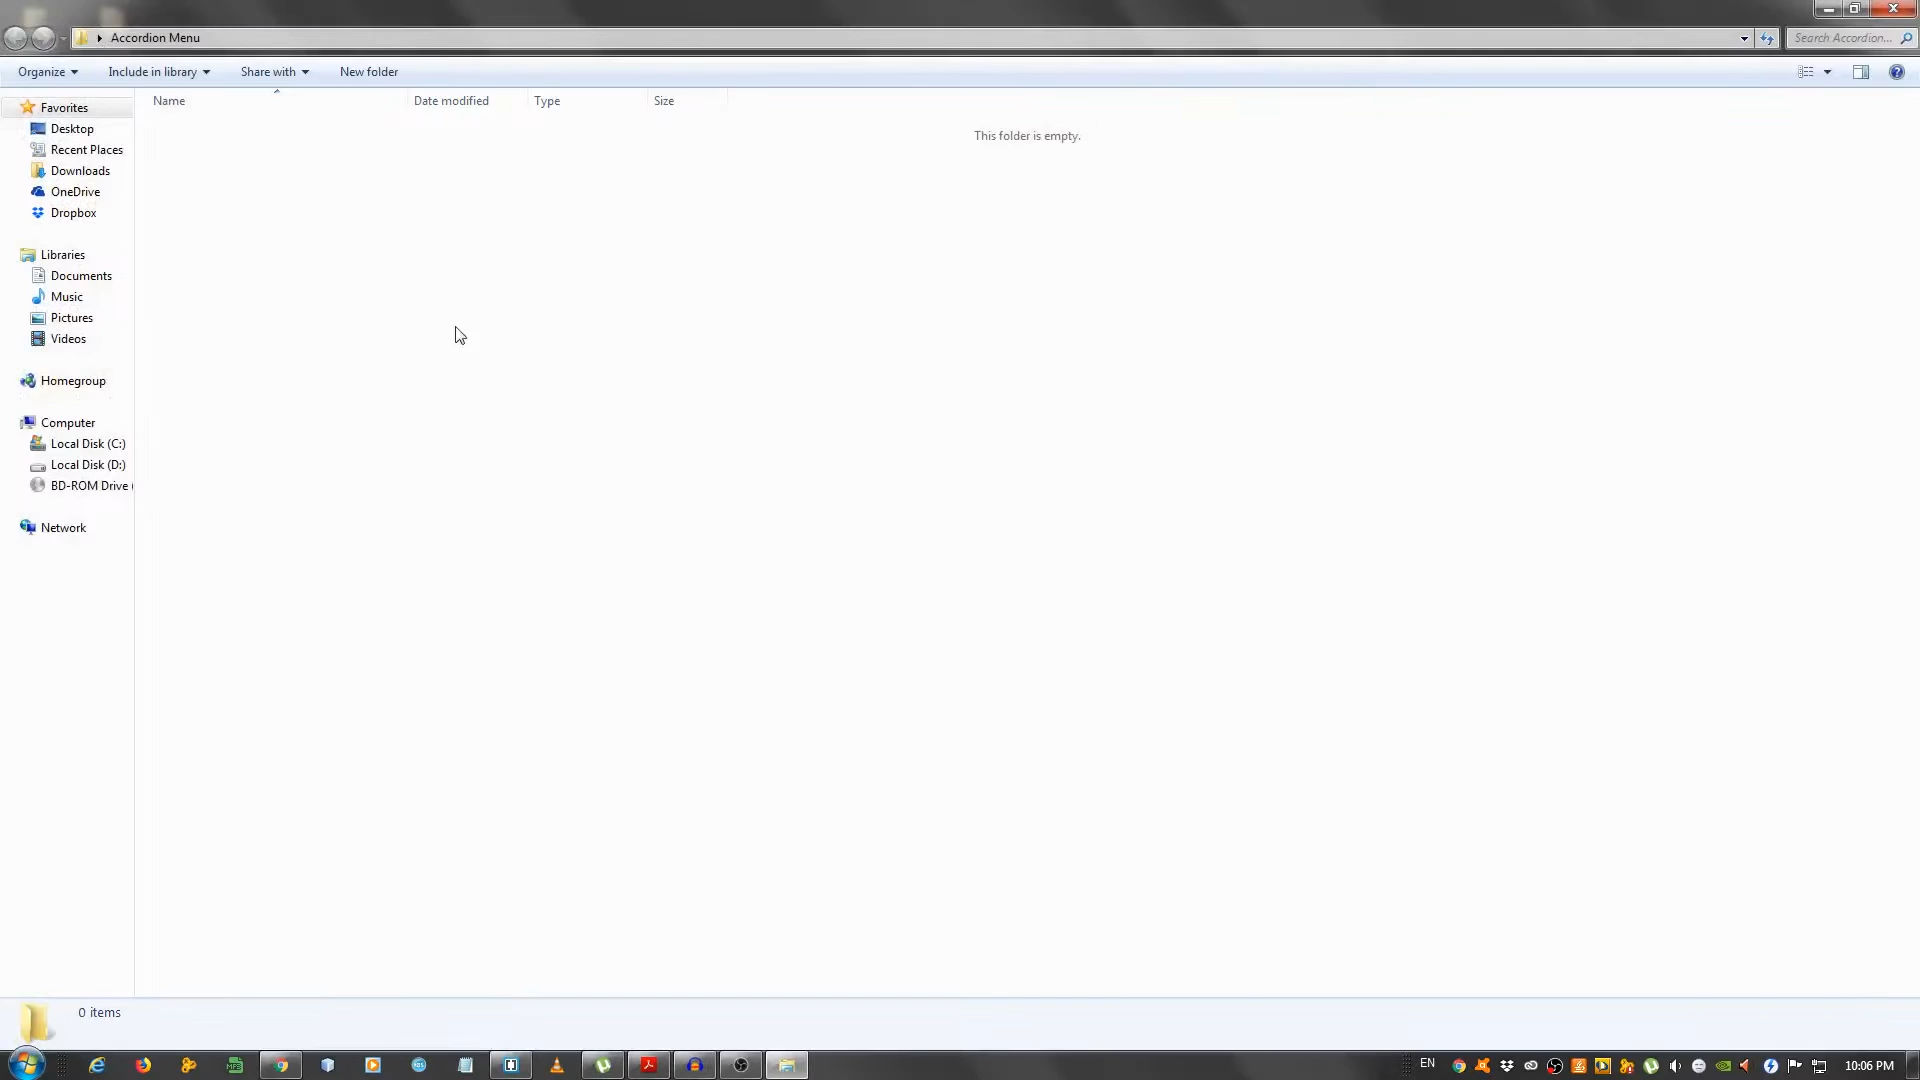 Accordion Menu
Search Accordion...
Organize
Include in library
Share with
New folder
Name
Date modified
Type
Size
This folder is empty.
Favorites
Desktop
Recent Places
Downloads
OneDrive
Dropbox
Libraries
Documents
Music
Pictures
Videos
Homegroup
Computer
Local Disk (C:)
Local Disk (D:)
BD-ROM Drive (
Network
0 items
EN
10:06 PM